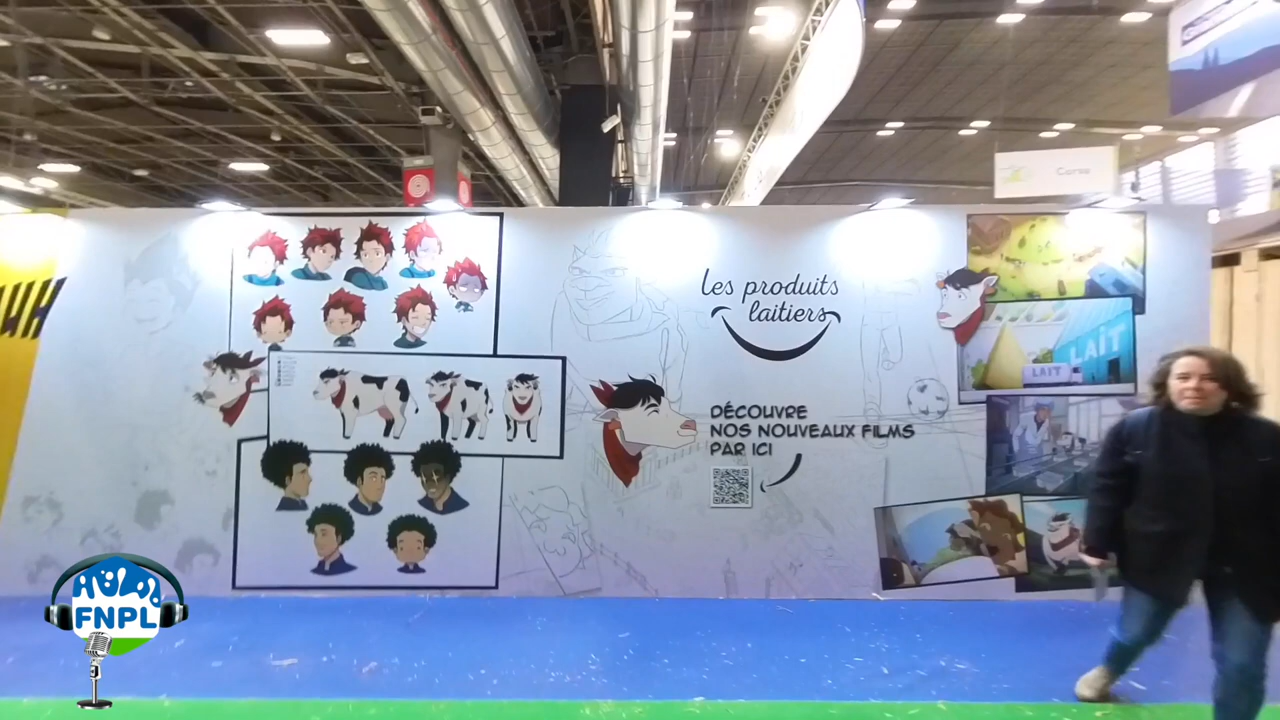 Corse
les produits
laitiers
LAIT
LAIT
DÉCOUVRE
NOS NOUVEAUX FILMS
PAR ICI
FNPL